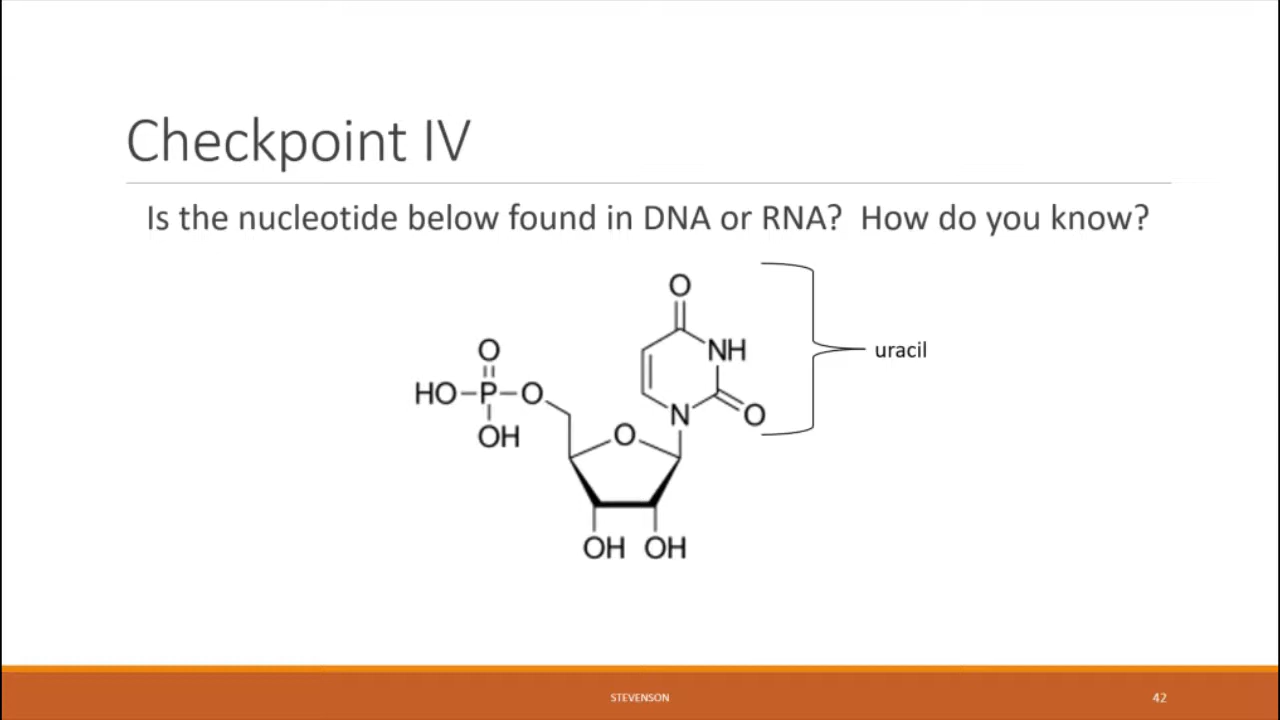 Checkpoint IV
Is the nucleotide below found in DNA or RNA? How do you know?
O
NH
uracil
O
HO
P
O
N
O
OH
O
OH
OH
STEVENSON
42